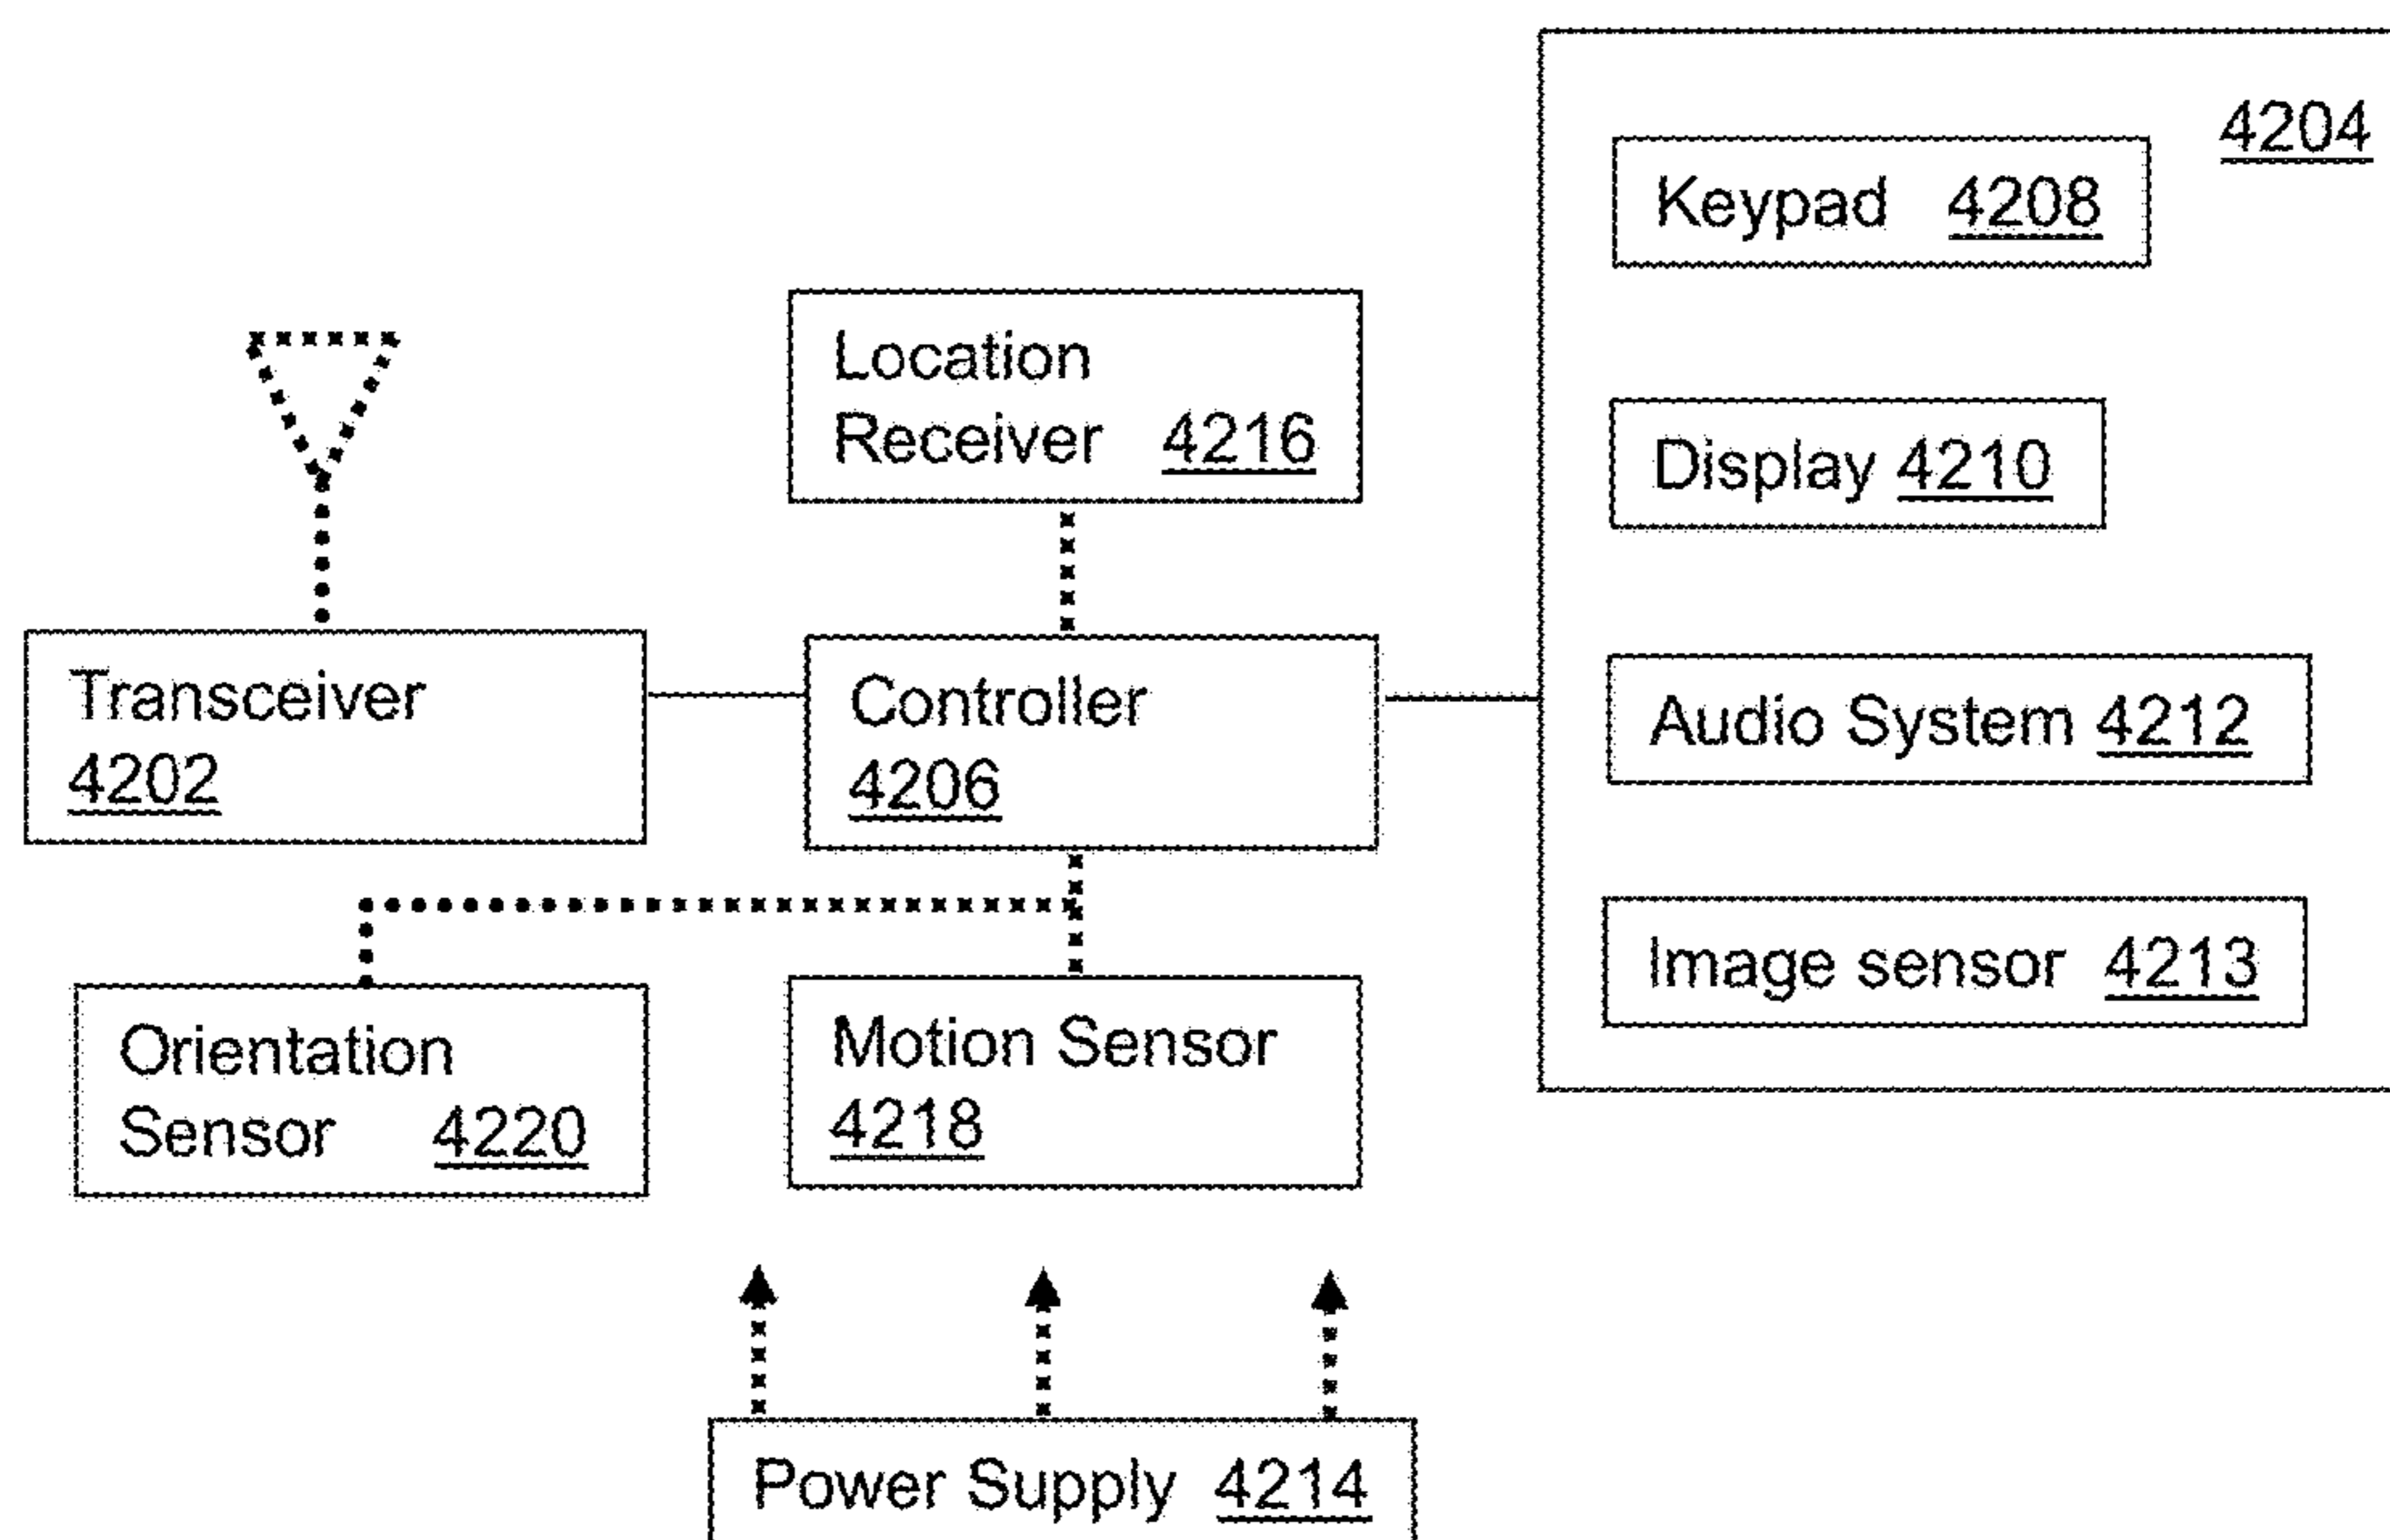 4204
Keypad 4208
Location
Receiver 4216
Display 4210
Transceiver
4202
Controller
4206
Audio System 4212
Image sensor 4213
Orientation
Sensor 4220
Motion Sensor
4218
Power Supply 4214